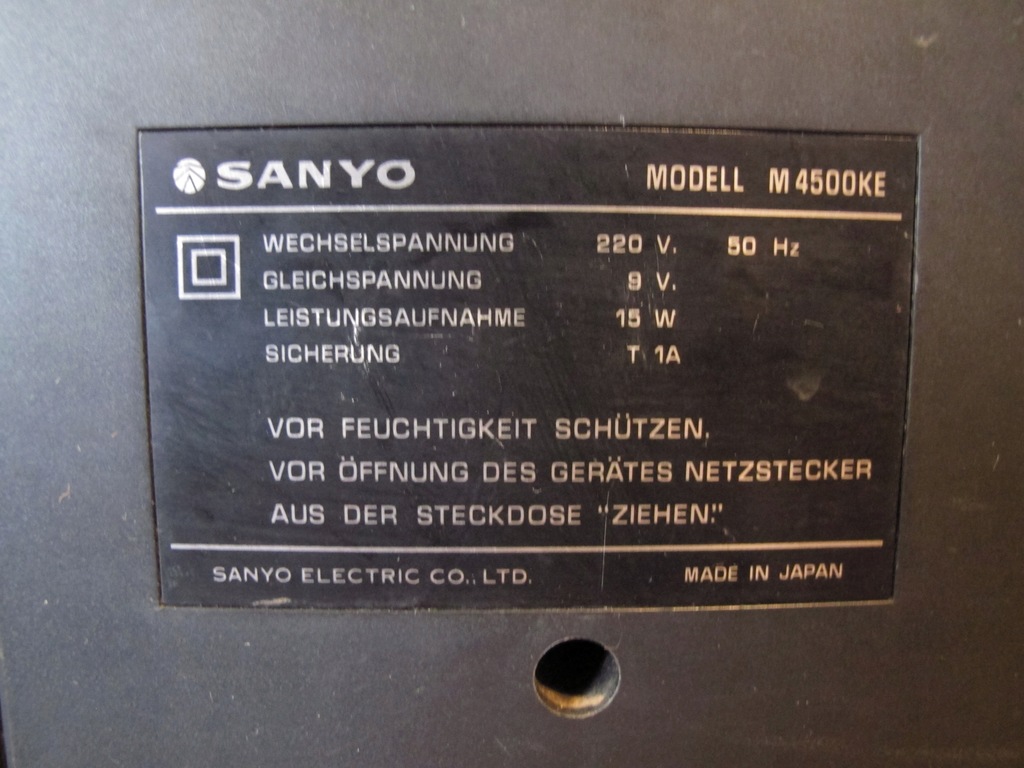 SANYO MODELL M4500KE
WECHSELSPANNUNG 220 V. 50 Hz
GLEICHSPANNUNG 9 V.
LEISTUNGSAUFNAHME 15 W
SICHERUNG T 1A
VOR FEUCHTIGKEIT SCHÜTZEN.
VOR ÖFFNUNG DES GERÄTES NETZSTECKER
AUS DER STECKDOSE "ZIEHEN."
SANYO ELECTRIC CO., LTD. MADE IN JAPAN